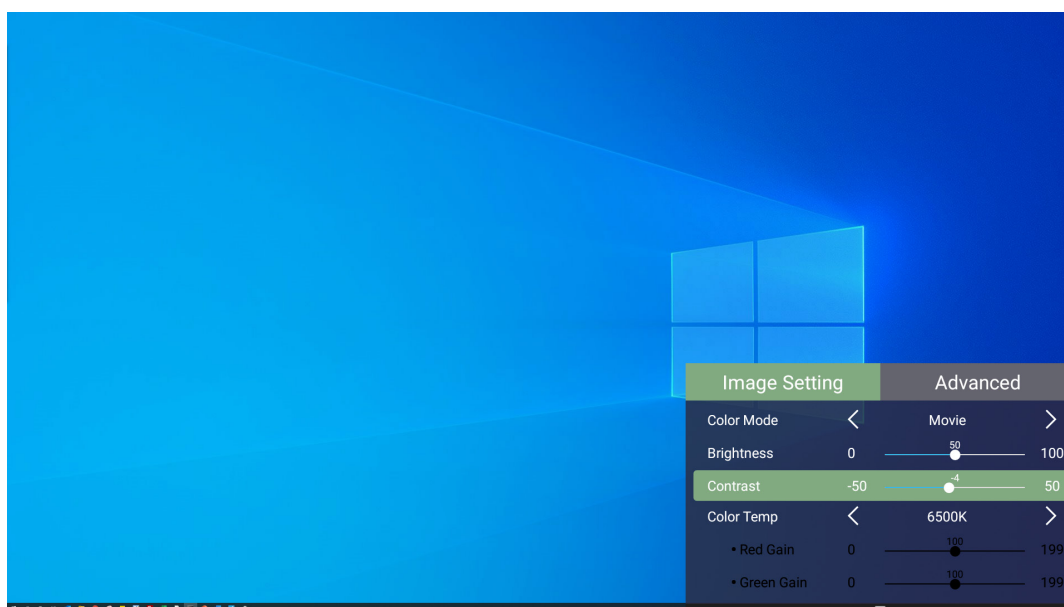 Image Setting Advanced
Color Mode < Movie >
50
Brightness 0 100
-4
Contrast -50 50
Color Temp < 6500K >
100
• Red Gain 0 199
100
• Green Gain 0 199